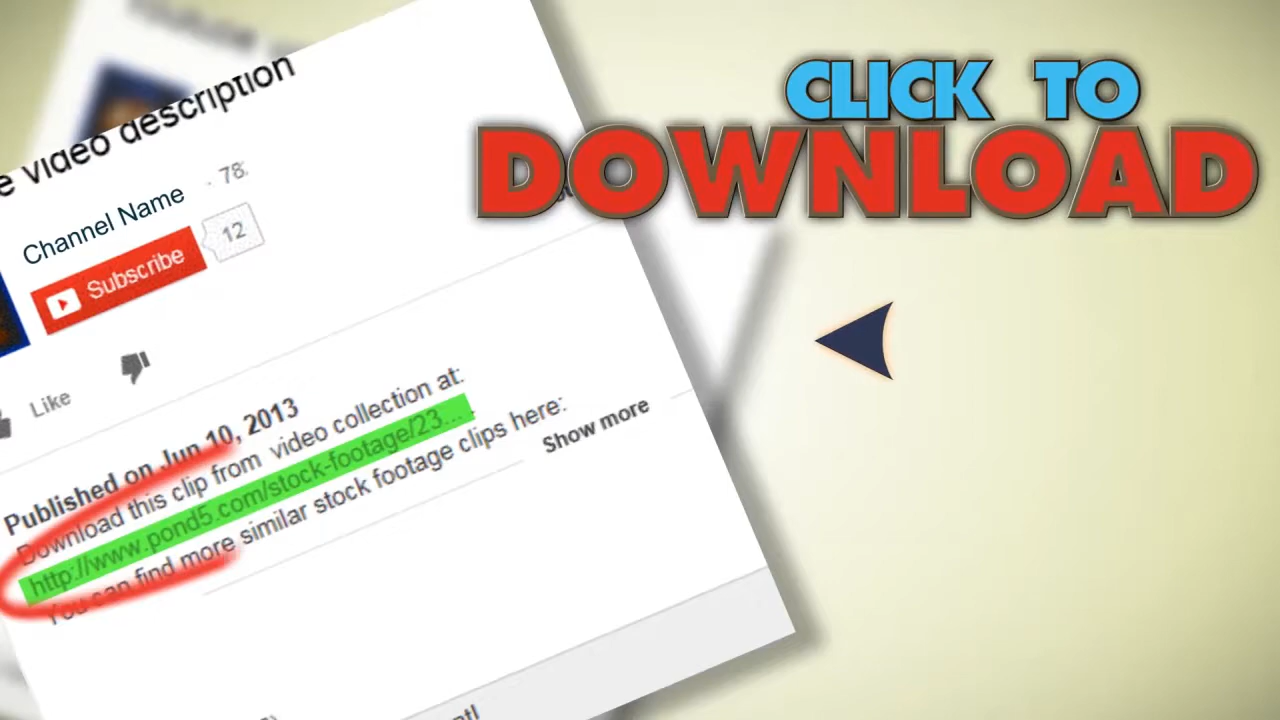 CLICK TO
DOWNLOAD
e video description
Channel Name
78
Subscribe
12
Like
Published on Jun 10, 2013
Download this clip from video collection at:
http://www.pond5.com/stock-footage/23...
You can find more similar stock footage clips here:
Show more